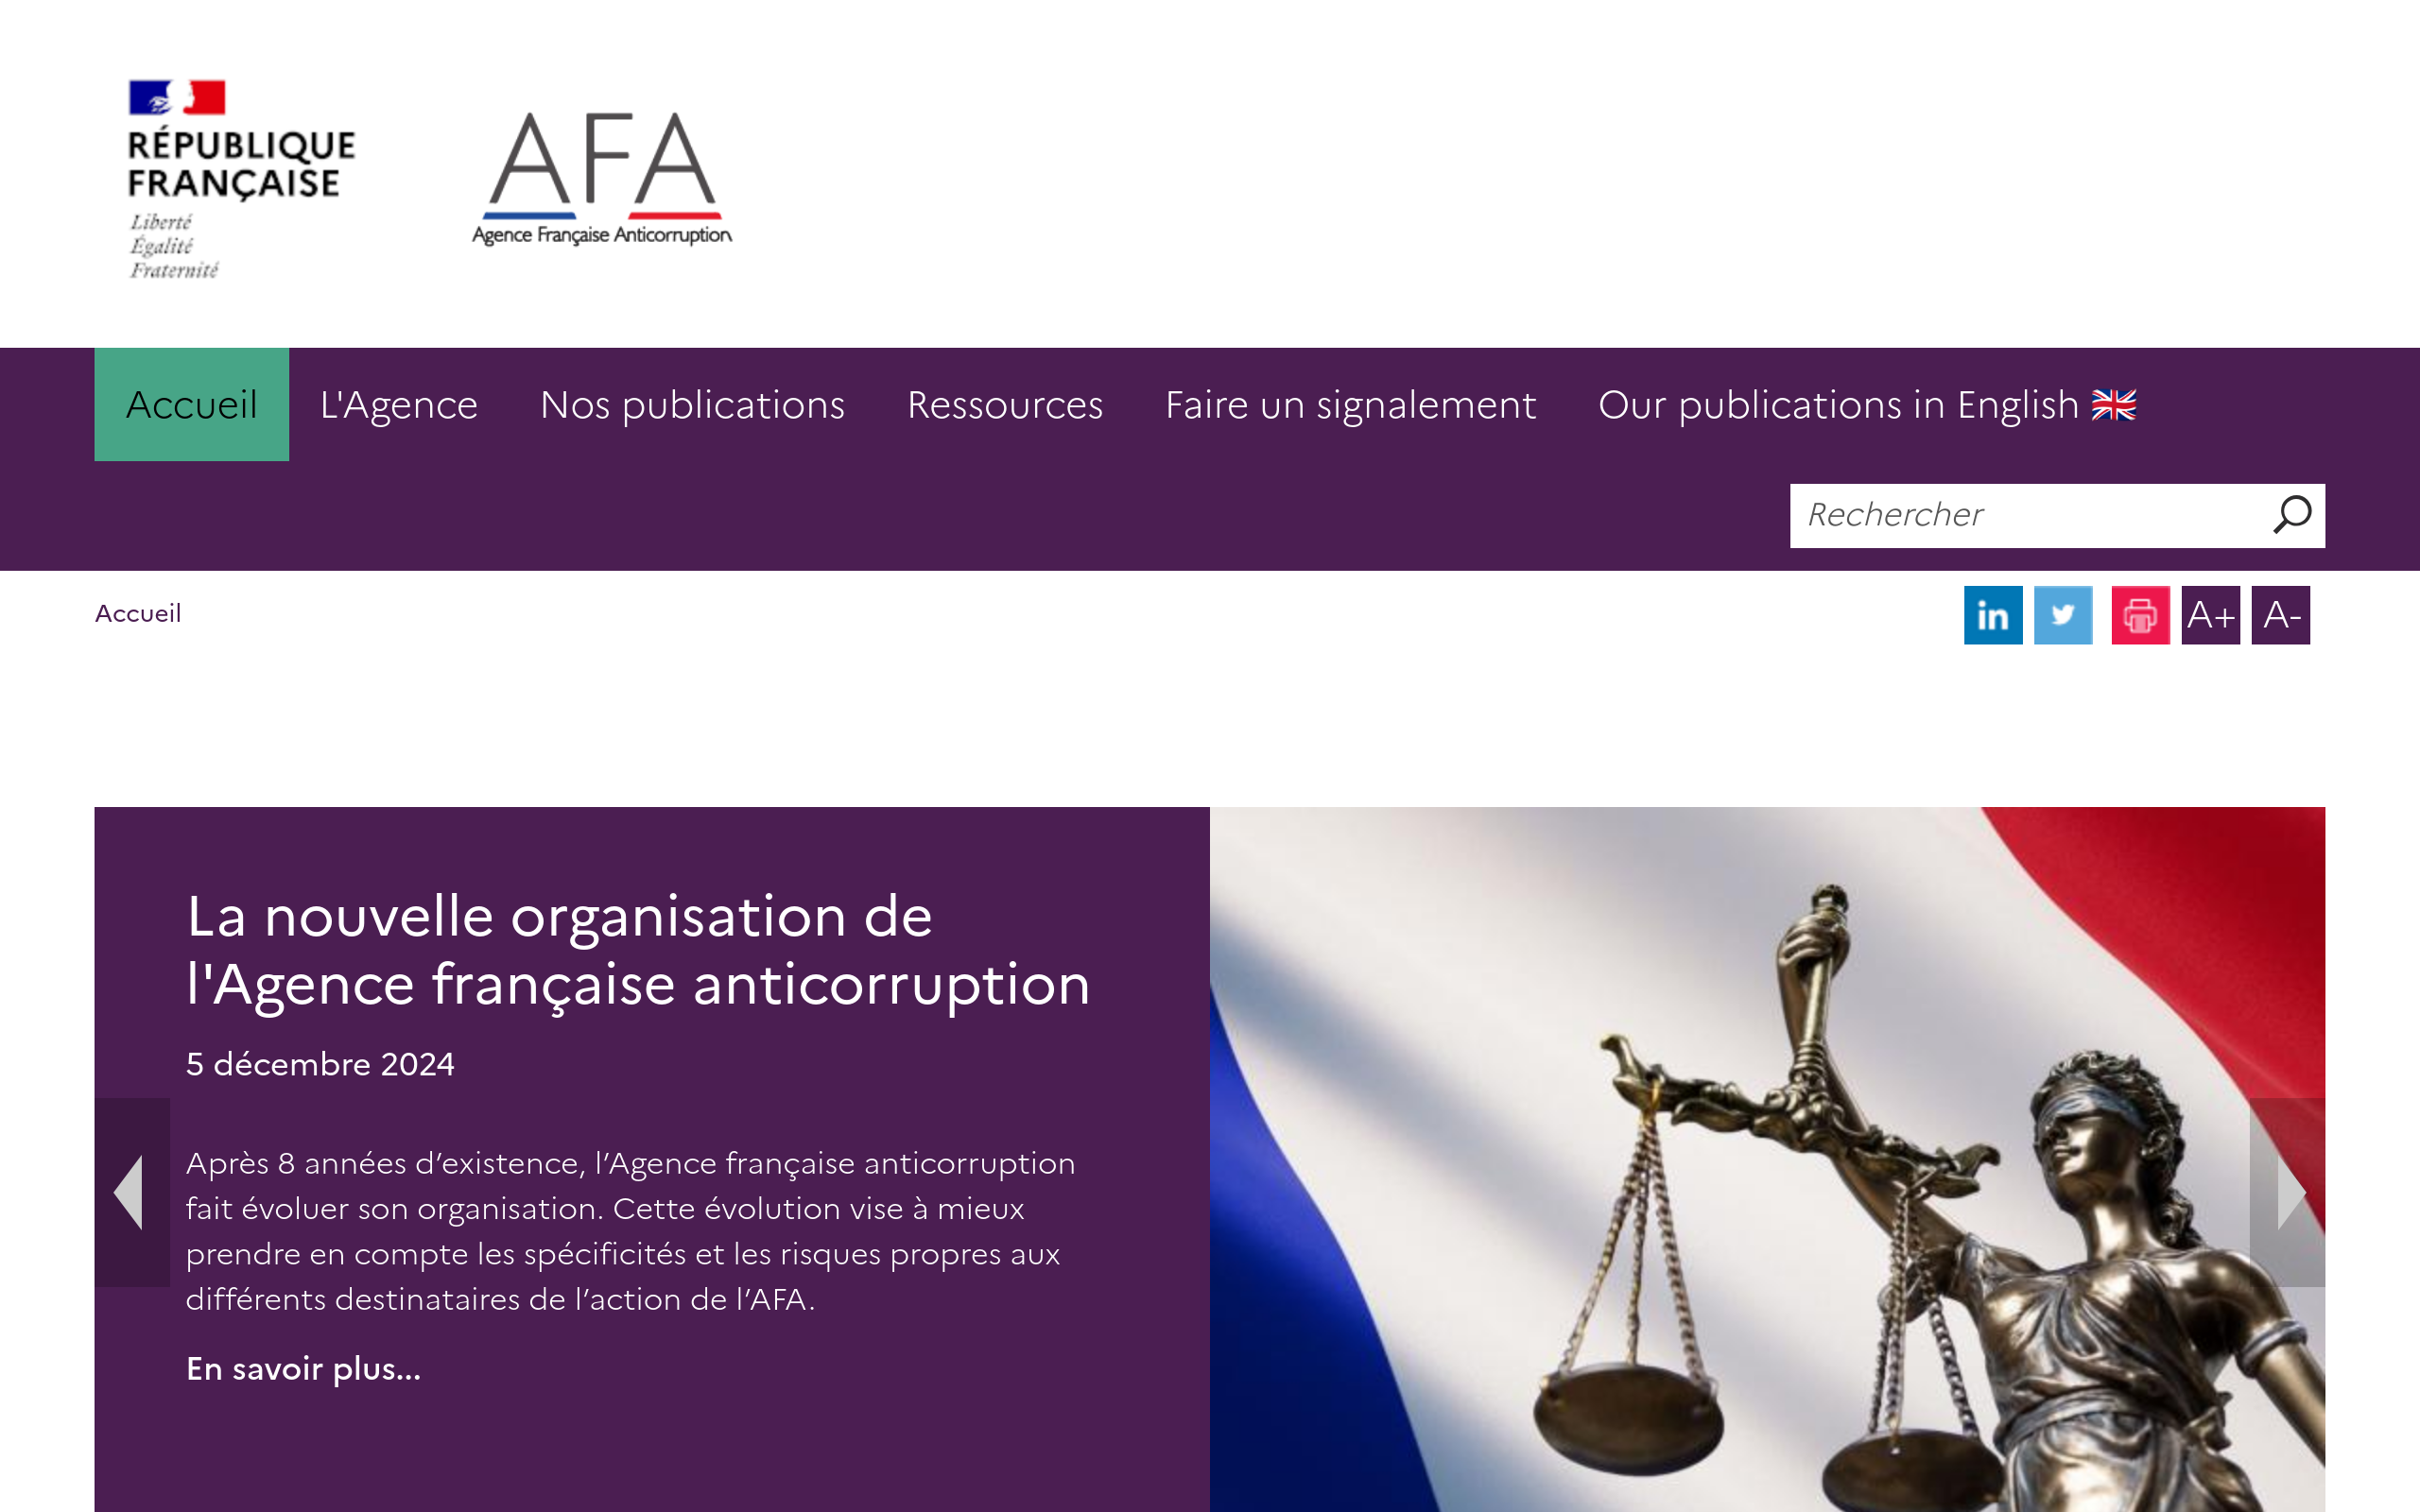 RÉPUBLIQUE
FRANÇAISE
Liberté
Égalité
Fraternité
AFA
Agence Française Anticorruption
Accueil L'Agence Nos publications Ressources Faire un signalement Our publications in English 🇬🇧
Rechercher
Accueil
in A+ A-
La nouvelle organisation de
l'Agence française anticorruption
5 décembre 2024
Après 8 années d’existence, l’Agence française anticorruption
fait évoluer son organisation. Cette évolution vise à mieux
prendre en compte les spécificités et les risques propres aux
différents destinataires de l’action de l’AFA.
En savoir plus...